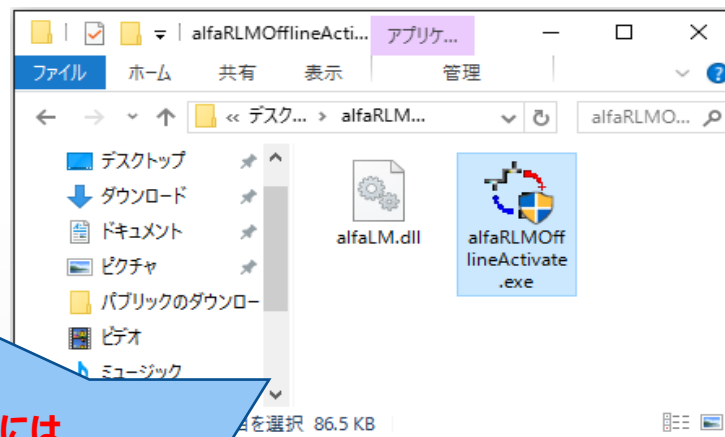 alfaRLMOfflineActi... アプリケ...
ファイル ホーム 共有 表示 管理
« デスク... › alfaRLM... alfaRLMO...
デスクトップ
ダウンロード
ドキュメント
ピクチャ
パブリックのダウンロー
ビデオ
ミュージック
alfaLM.dll
alfaRLMOff
lineActivate
.exe
目を選択 86.5 KB
には